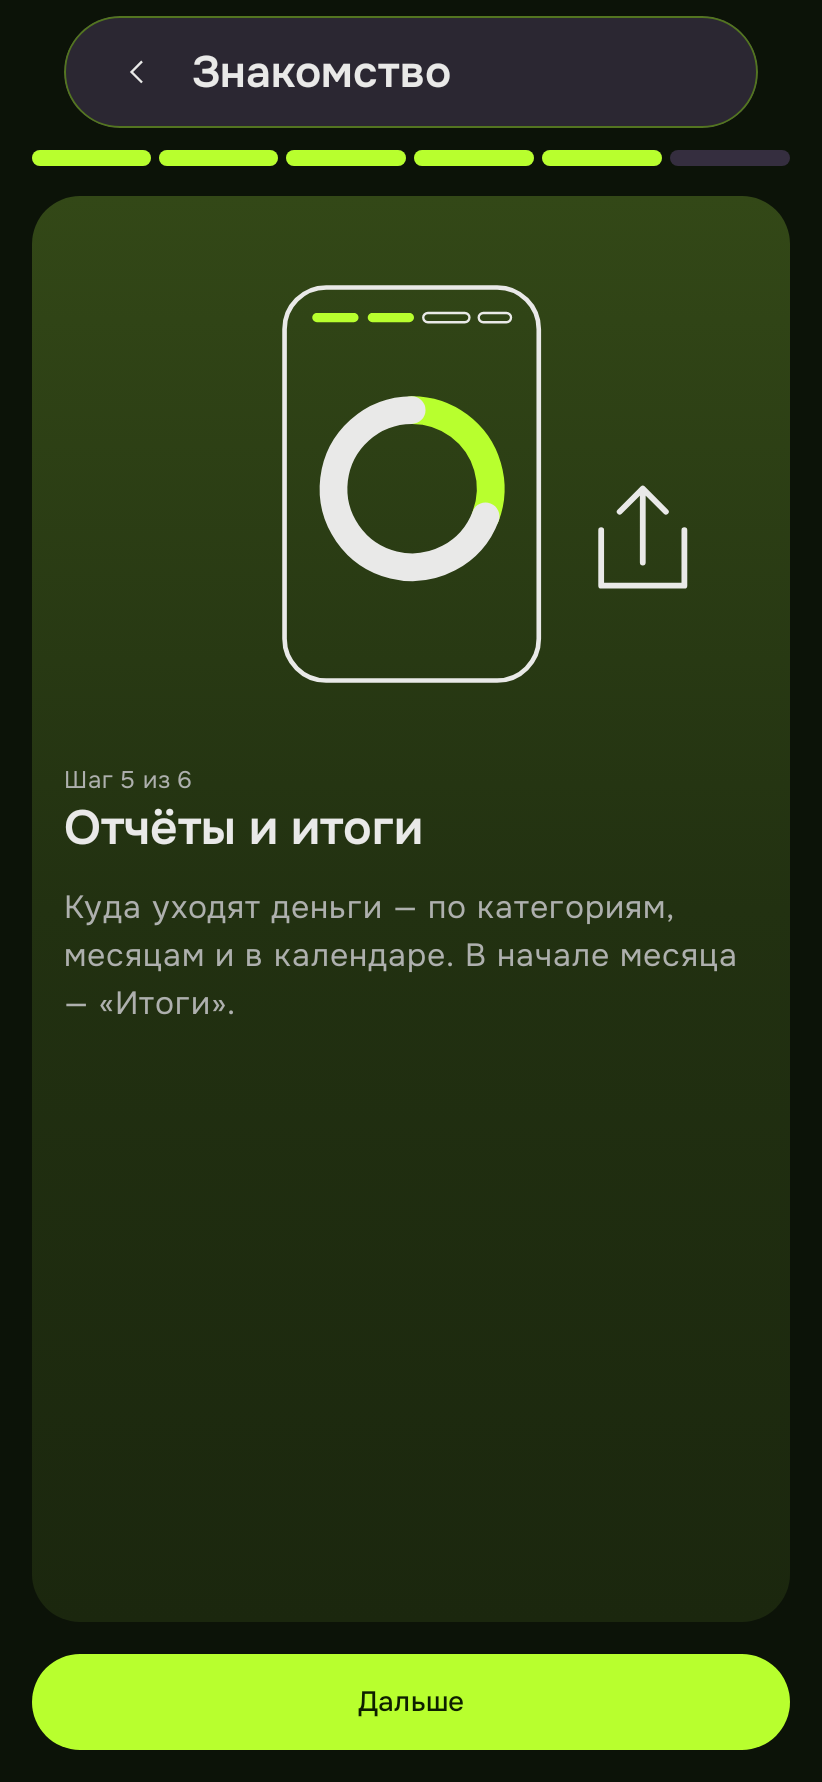 Знакомство
Шаг 5 из 6
Отчёты и итоги
Куда уходят деньги — по категориям,
месяцам и в календаре. В начале месяца
— «Итоги».
Дальше